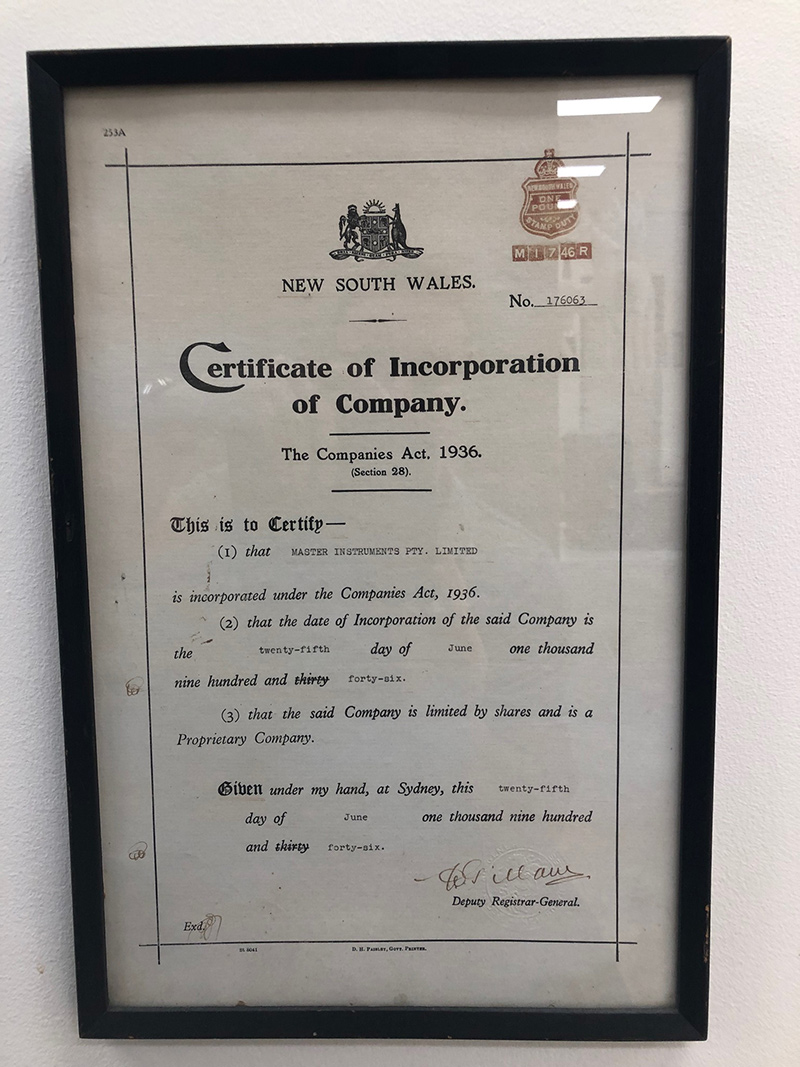 253A
NEW SOUTH WALES
ONE
POUND
STAMP DUTY
M 1 7 46 R
NEW SOUTH WALES.
No. 176063
Certificate of Incorporation
of Company.
The Companies Act, 1936.
(Section 28).
This is to Certify—
(1) that MASTER INSTRUMENTS PTY. LIMITED
is incorporated under the Companies Act, 1936.
(2) that the date of Incorporation of the said Company is
the twenty-fifth day of June one thousand
nine hundred and thirty forty-six.
(3) that the said Company is limited by shares and is a
Proprietary Company.
Given under my hand, at Sydney, this twenty-fifth
day of June one thousand nine hundred
and thirty forty-six.
Deputy Registrar-General.
Exd.
D. H. Paisley, Govt. Printer.